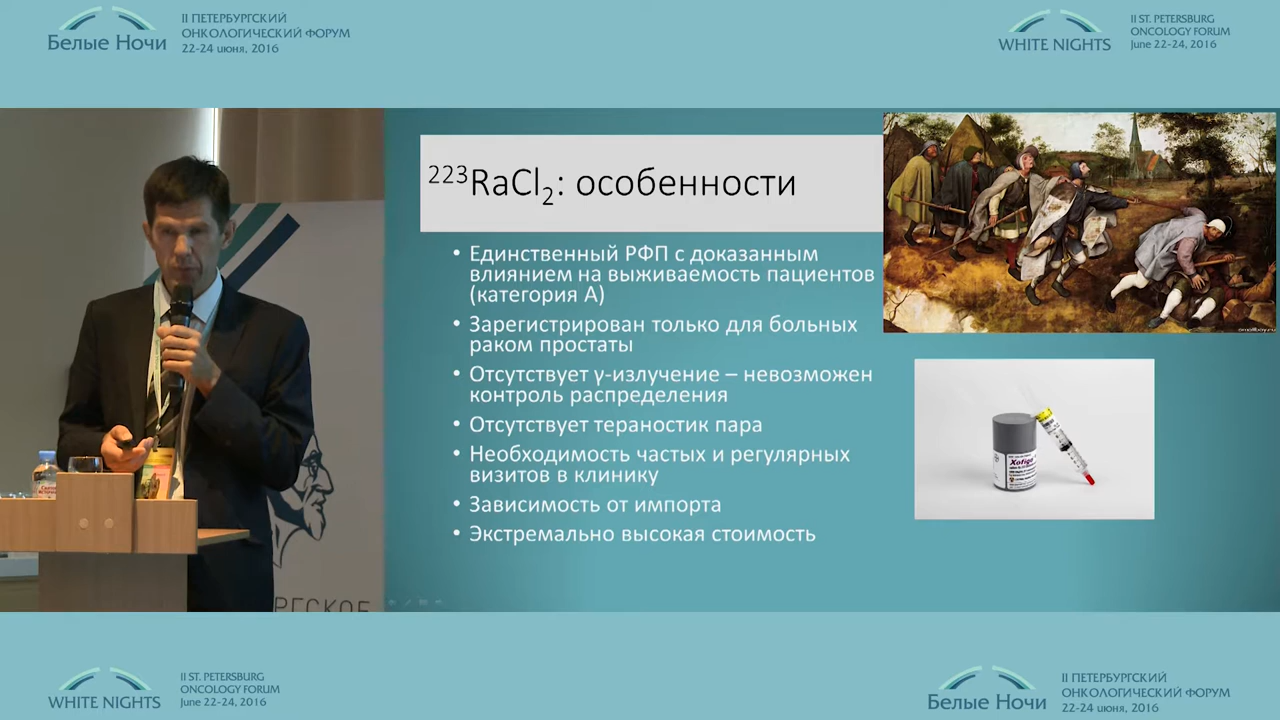 Белые Ночи
II ПЕТЕРБУРГСКИЙ
ОНКОЛОГИЧЕСКИЙ ФОРУМ
22-24 июня, 2016
WHITE NIGHTS
II ST. PETERSBURG
ONCOLOGY FORUM
June 22-24, 2016
²²³RaCl₂: особенности
• Единственный РФП с доказанным
влиянием на выживаемость пациентов
(категория А)
• Зарегистрирован только для больных
раком простаты
• Отсутствует γ-излучение – невозможен
контроль распределения
• Отсутствует тераностик пара
• Необходимость частых и регулярных
визитов в клинику
• Зависимость от импорта
• Экстремально высокая стоимость
Xofigo
WHITE NIGHTS
II ST. PETERSBURG
ONCOLOGY FORUM
June 22-24, 2016
Белые Ночи
II ПЕТЕРБУРГСКИЙ
ОНКОЛОГИЧЕСКИЙ ФОРУМ
22-24 июня, 2016